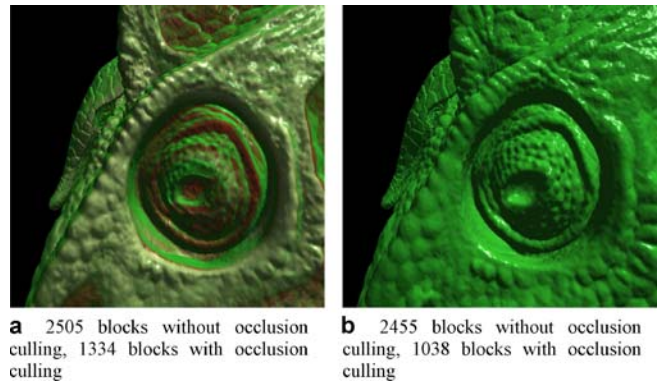 a 2505 blocks without occlusion
culling, 1334 blocks with occlusion
culling
b 2455 blocks without occlusion
culling, 1038 blocks with occlusion
culling